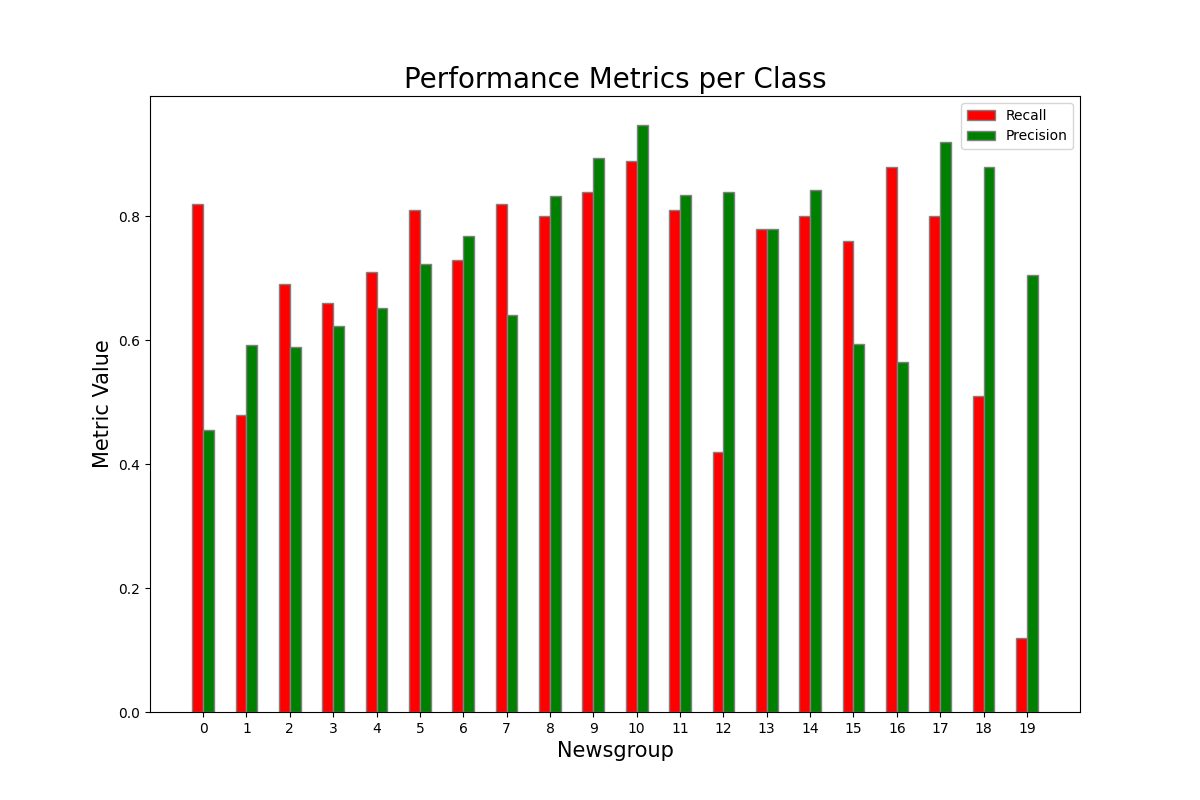 Performance Metrics per Class
Recall
Precision
0.8
0.6
0.4
0.2
0.0
Metric Value
0 1 2 3 4 5 6 7 8 9 10 11 12 13 14 15 16 17 18 19
Newsgroup